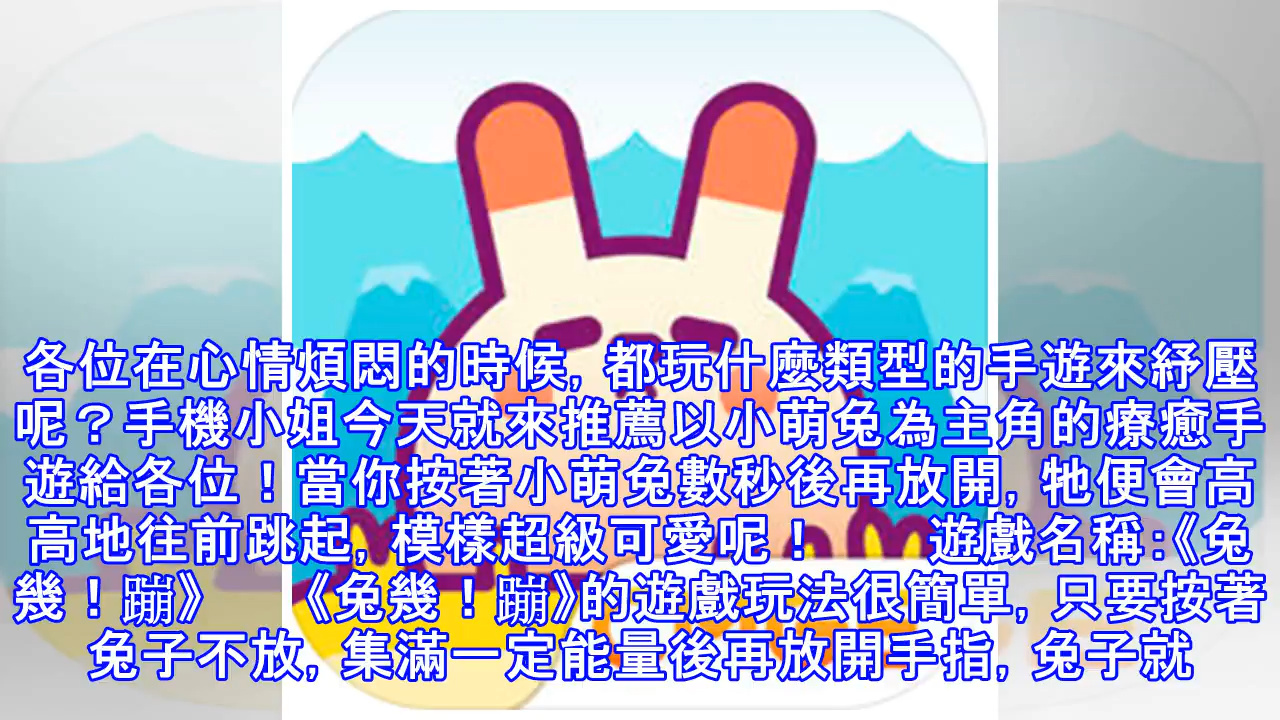 各位在心情煩悶的時候, 都玩什麼類型的手遊來紓壓
呢？手機小姐今天就來推薦以小萌兔為主角的療癒手
遊給各位！當你按著小萌兔數秒後再放開, 牠便會高
高地往前跳起, 模樣超級可愛呢！　　遊戲名稱:《兔
幾！蹦》　　《兔幾！蹦》的遊戲玩法很簡單, 只要按著
兔子不放, 集滿一定能量後再放開手指, 兔子就